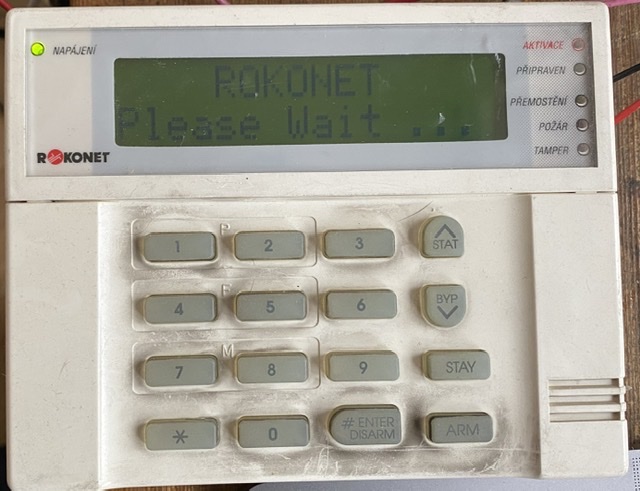 NAPÁJENÍ
ROKONET
Please Wait ...
AKTIVACE
PŘIPRAVEN
PŘEMOSTĚNÍ
POŽÁR
TAMPER
ROKONET
P
1 2 3 STAT
F
4 5 6 BYP
M
7 8 9 STAY
* 0 # ENTER DISARM ARM